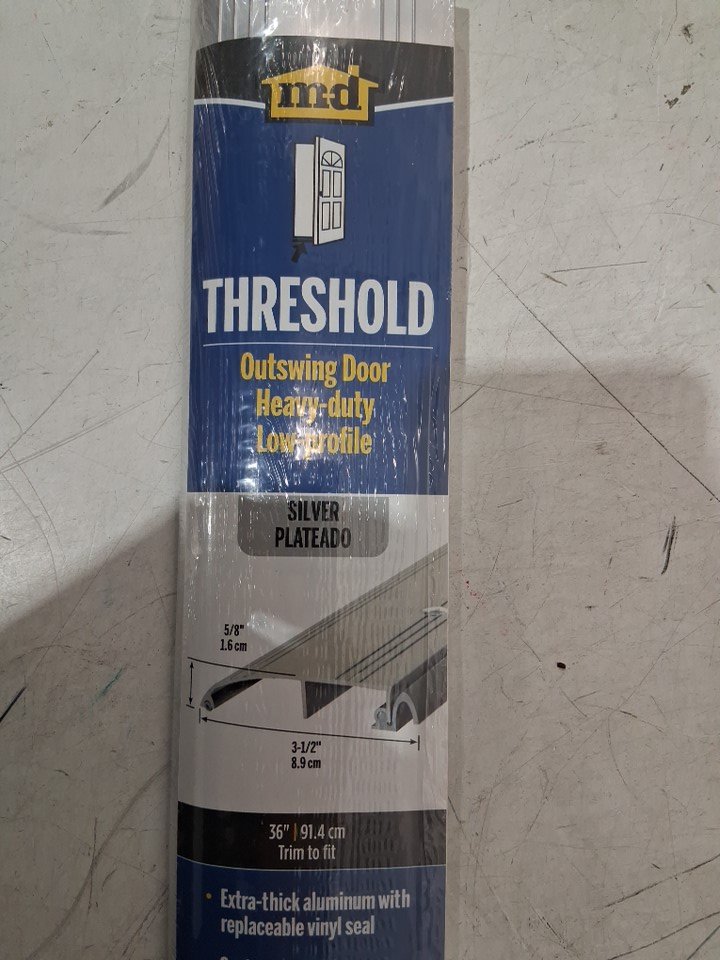 m-d
THRESHOLD
Outswing Door
Heavy-duty
Low-profile
SILVER
PLATEADO
5/8"
1.6 cm
3-1/2"
8.9 cm
36" | 91.4 cm
Trim to fit
• Extra-thick aluminum with
replaceable vinyl seal